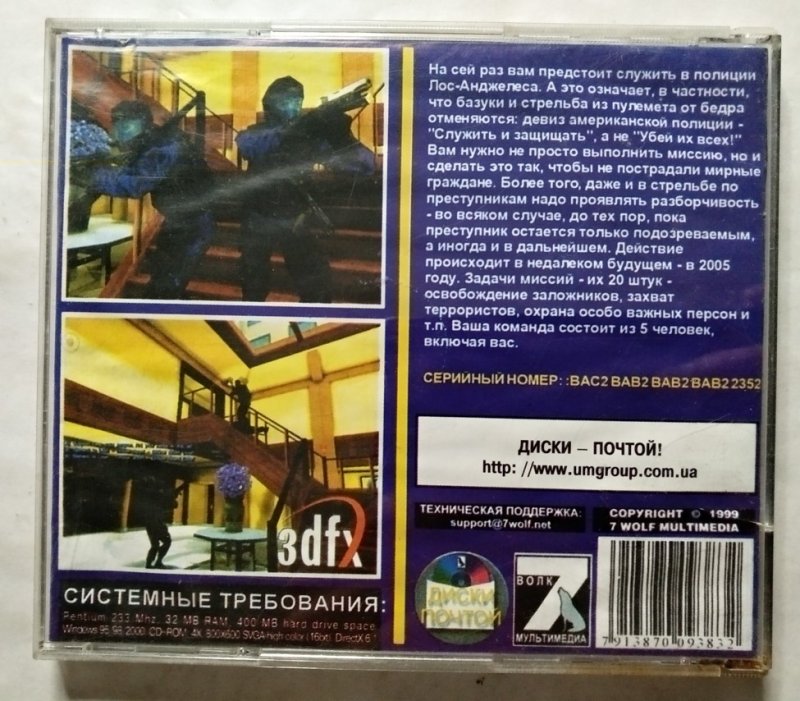 На сей раз вам предстоит служить в полиции
Лос-Анджелеса. А это означает, в частности,
что базуки и стрельба из пулемета от бедра
отменяются: девиз американской полиции -
"Служить и защищать", а не "Убей их всех!"
Вам нужно не просто выполнить миссию, но и
сделать это так, чтобы не пострадали мирные
граждане. Более того, даже и в стрельбе по
преступникам надо проявлять разборчивость
- во всяком случае, до тех пор, пока
преступник остается только подозреваемым,
а иногда и в дальнейшем. Действие
происходит в недалеком будущем - в 2005
году. Задачи миссий - их 20 штук -
освобождение заложников, захват
террористов, охрана особо важных персон и
т.п. Ваша команда состоит из 5 человек,
включая вас.
СЕРИЙНЫЙ НОМЕР: :BAC2 BAB2 BAB2 BAB2 2352
ДИСКИ – ПОЧТОЙ!
http: //www.umgroup.com.ua
ТЕХНИЧЕСКАЯ ПОДДЕРЖКА:
support@7wolf.net
COPYRIGHT © 1999
7 WOLF MULTIMEDIA
3dfx
СИСТЕМНЫЕ ТРЕБОВАНИЯ:
Pentium 233 Mhz, 32 MB RAM, 400 MB hard drive space
Windows 95,98,2000, CD-ROM, 4X, 800X600 SVGA high color (16bit), DirectX 6.1
ДИСКИ
ПОЧТОЙ
ВОЛК
7
МУЛЬТИМЕДИА
7 913870 093832